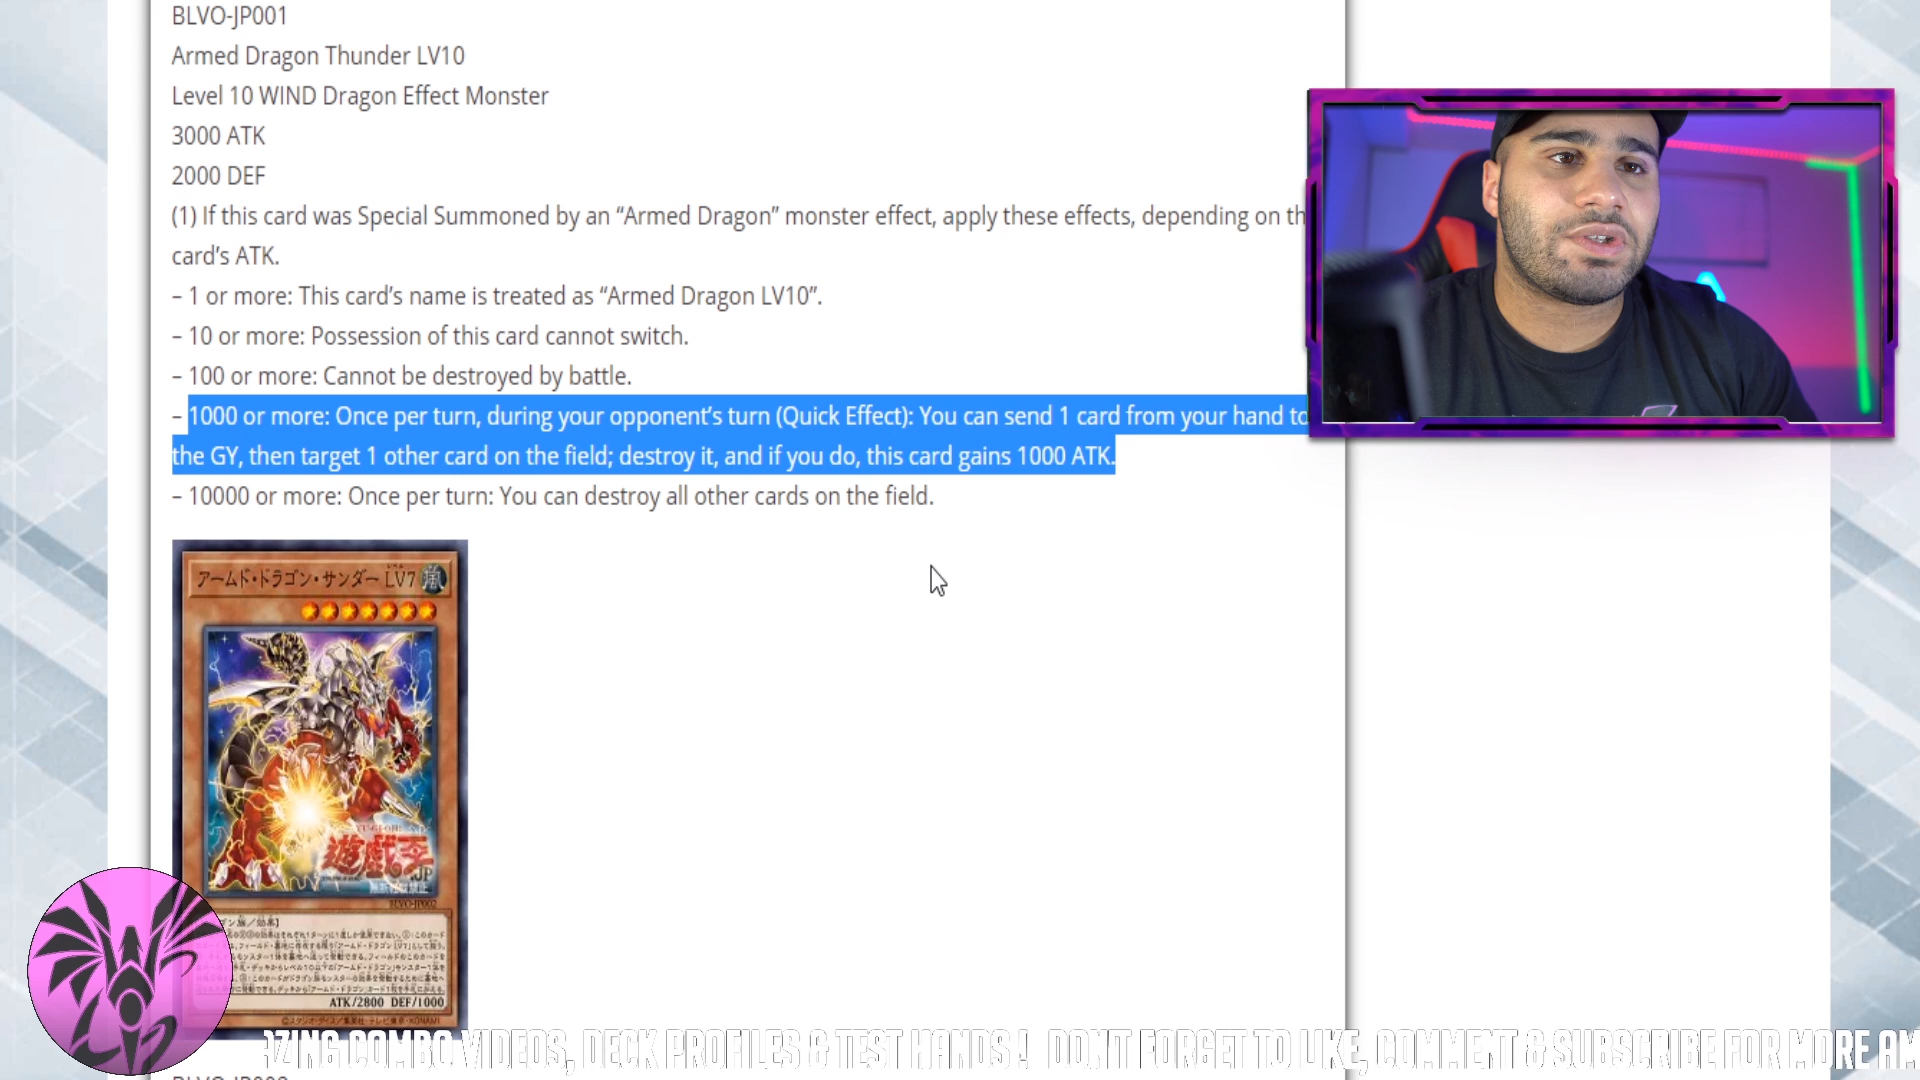 BLVO-JP001
Armed Dragon Thunder LV10
Level 10 WIND Dragon Effect Monster
3000 ATK
2000 DEF
(1) If this card was Special Summoned by an “Armed Dragon” monster effect, apply these effects, depending on th
card’s ATK.
– 1 or more: This card’s name is treated as “Armed Dragon LV10”.
– 10 or more: Possession of this card cannot switch.
– 100 or more: Cannot be destroyed by battle.
– 1000 or more: Once per turn, during your opponent’s turn (Quick Effect): You can send 1 card from your hand to
the GY, then target 1 other card on the field; destroy it, and if you do, this card gains 1000 ATK.
– 10000 or more: Once per turn: You can destroy all other cards on the field.
アームド・ドラゴン・サンダー LV7 風
遊戯王
JP
BLVO-JP002
ATK/2800 DEF/1000
AZING COMBO VIDEOS, DECK PROFILES & TEST HANDS ! DON'T FORGET TO LIKE, COMMENT & SUBSCRIBE FOR MORE AM